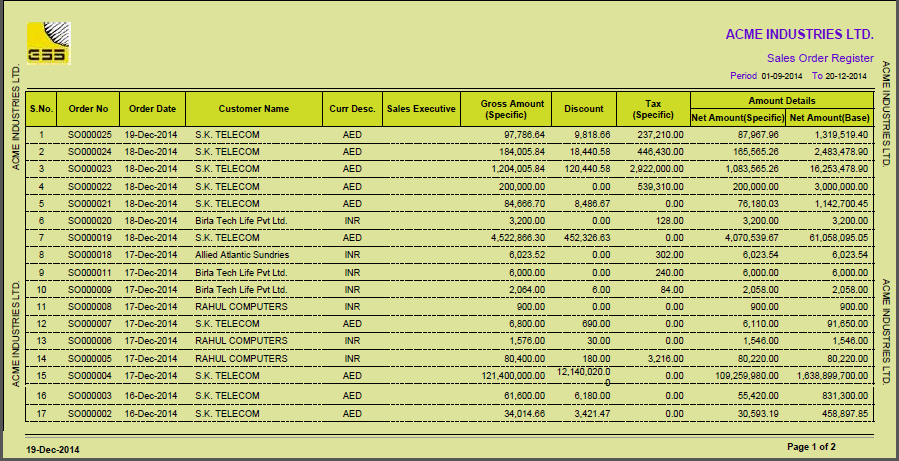 ESS
ACME INDUSTRIES LTD.
Sales Order Register
Period 01-09-2014 To 20-12-2014
ACME INDUSTRIES LTD.
ACME INDUSTRIES LTD.
ACME INDUSTRIES LTD.
ACME INDUSTRIES LTD.
S.No. Order No Order Date Customer Name Curr Desc. Sales Executive Gross Amount (Specific) Discount Tax (Specific) Amount Details
Net Amount(Specific) Net Amount(Base)
1 SO000025 19-Dec-2014 S.K. TELECOM AED 97,786.64 9,818.66 237,210.00 87,967.96 1,319,519.40
2 SO000024 18-Dec-2014 S.K. TELECOM AED 184,005.84 18,440.58 446,430.00 165,565.26 2,483,478.90
3 SO000023 18-Dec-2014 S.K. TELECOM AED 1,204,005.84 120,440.58 2,922,000.00 1,083,565.26 16,253,478.90
4 SO000022 18-Dec-2014 S.K. TELECOM AED 200,000.00 0.00 539,310.00 200,000.00 3,000,000.00
5 SO000021 18-Dec-2014 S.K. TELECOM AED 84,666.70 8,486.67 0.00 76,180.03 1,142,700.45
6 SO000020 18-Dec-2014 Birla Tech Life Pvt Ltd. INR 3,200.00 0.00 128.00 3,200.00 3,200.00
7 SO000019 18-Dec-2014 S.K. TELECOM AED 4,522,866.30 452,326.63 0.00 4,070,539.67 61,058,095.05
8 SO000018 17-Dec-2014 Allied Atlantic Sundries INR 6,023.52 0.00 302.00 6,023.54 6,023.54
9 SO000011 17-Dec-2014 Birla Tech Life Pvt Ltd. INR 6,000.00 0.00 240.00 6,000.00 6,000.00
10 SO000009 17-Dec-2014 Birla Tech Life Pvt Ltd. INR 2,064.00 6.00 84.00 2,058.00 2,058.00
11 SO000008 17-Dec-2014 RAHUL COMPUTERS INR 900.00 0.00 0.00 900.00 900.00
12 SO000007 17-Dec-2014 S.K. TELECOM AED 6,800.00 690.00 0.00 6,110.00 91,650.00
13 SO000006 17-Dec-2014 RAHUL COMPUTERS INR 1,576.00 30.00 0.00 1,546.00 1,546.00
14 SO000005 17-Dec-2014 RAHUL COMPUTERS INR 80,400.00 180.00 3,216.00 80,220.00 80,220.00
15 SO000004 17-Dec-2014 S.K. TELECOM AED 121,400,000.00 12,140,020.0 0.00 109,259,980.00 1,638,899,700.00
0
16 SO000003 16-Dec-2014 S.K. TELECOM AED 61,600.00 6,180.00 0.00 55,420.00 831,300.00
17 SO000002 16-Dec-2014 S.K. TELECOM AED 34,014.66 3,421.47 0.00 30,593.19 458,897.85
19-Dec-2014 Page 1 of 2